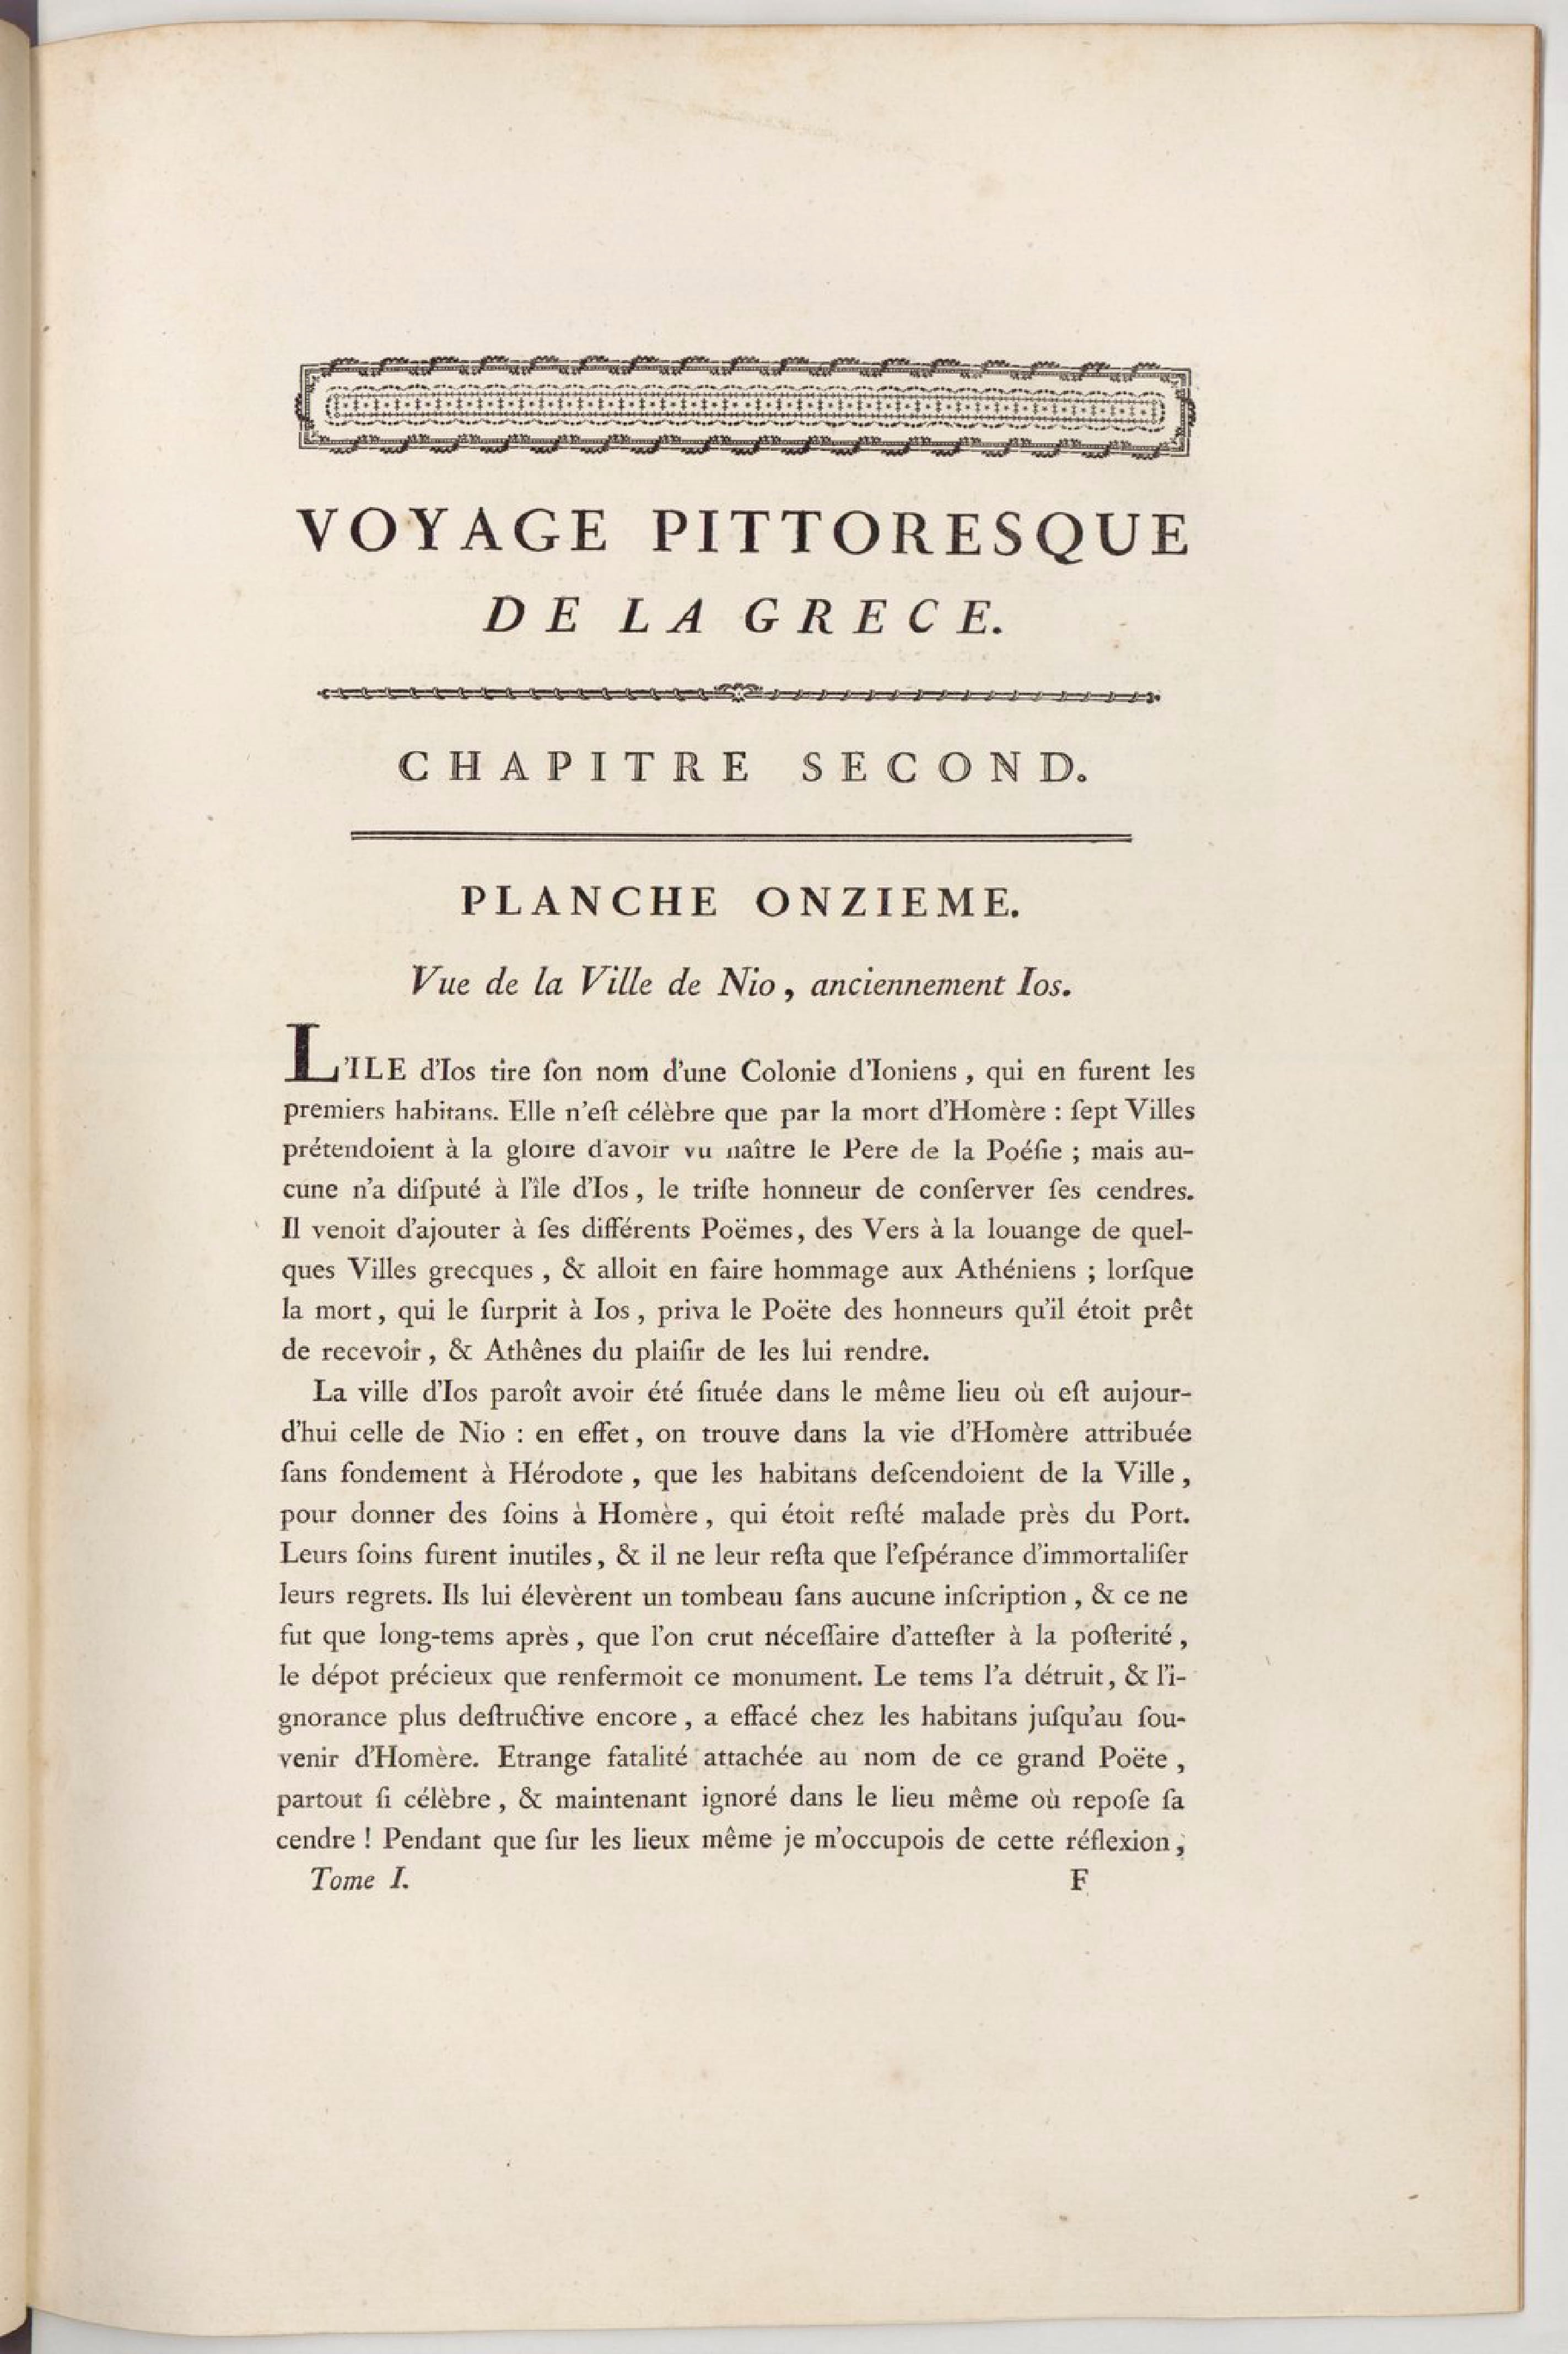 VOYAGE PITTORESQUE
DE LA GRECE.
CHAPITRE SECOND.
PLANCHE ONZIEME.
Vue de la Ville de Nio, anciennement Ios.
L'ILE d'Ios tire ſon nom d'une Colonie d'Ioniens, qui en furent les
premiers habitans. Elle n'eſt célèbre que par la mort d'Homère : ſept Villes
prétendoient à la gloire d'avoir vu naître le Pere de la Poéſie ; mais au-
cune n'a diſputé à l'île d'Ios, le triſte honneur de conſerver ſes cendres.
Il venoit d'ajouter à ſes différents Poëmes, des Vers à la louange de quel-
ques Villes grecques, & alloit en faire hommage aux Athéniens ; lorſque
la mort, qui le ſurprit à Ios, priva le Poëte des honneurs qu'il étoit prêt
de recevoir, & Athênes du plaiſir de les lui rendre.
La ville d'Ios paroît avoir été ſituée dans le même lieu où eſt aujour-
d'hui celle de Nio : en effet, on trouve dans la vie d'Homère attribuée
ſans fondement à Hérodote, que les habitans deſcendoient de la Ville,
pour donner des ſoins à Homère, qui étoit reſté malade près du Port.
Leurs ſoins furent inutiles, & il ne leur reſta que l'eſpérance d'immortaliſer
leurs regrets. Ils lui élevèrent un tombeau ſans aucune inſcription, & ce ne
fut que long-tems après, que l'on crut néceſſaire d'atteſter à la poſterité,
le dépot précieux que renfermoit ce monument. Le tems l'a détruit, & l'i-
gnorance plus deſtructive encore, a effacé chez les habitans juſqu'au ſou-
venir d'Homère. Etrange fatalité attachée au nom de ce grand Poëte,
partout ſi célèbre, & maintenant ignoré dans le lieu même où repoſe ſa
cendre ! Pendant que ſur les lieux même je m'occupois de cette réflexion,
Tome I. F